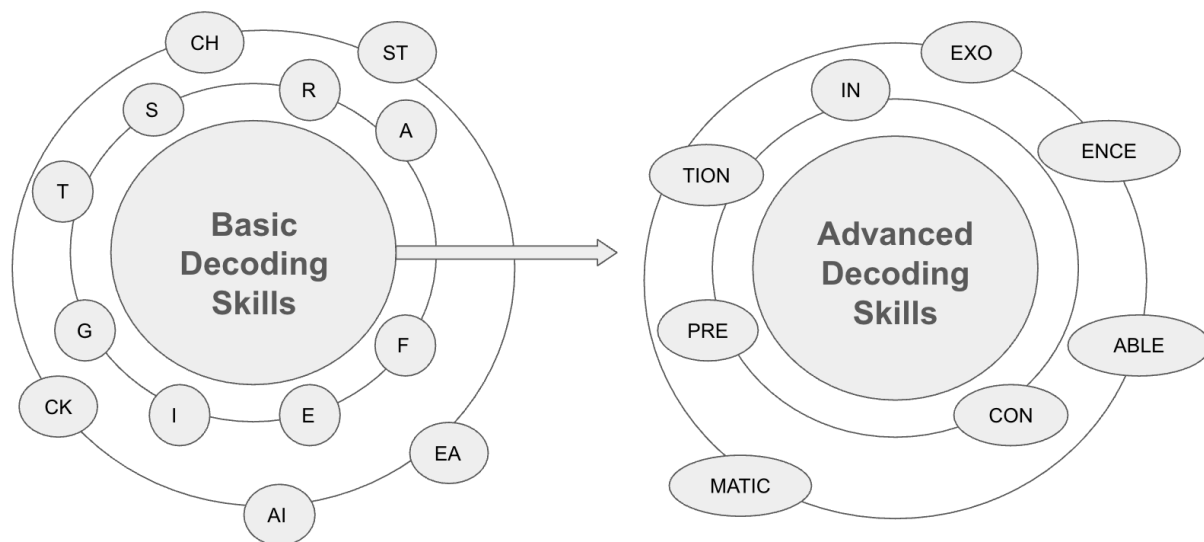 CH
ST
S
R
A
T
Basic
Decoding
Skills
G
F
CK
I
E
EA
AI
EXO
IN
ENCE
TION
Advanced
Decoding
Skills
PRE
ABLE
CON
MATIC